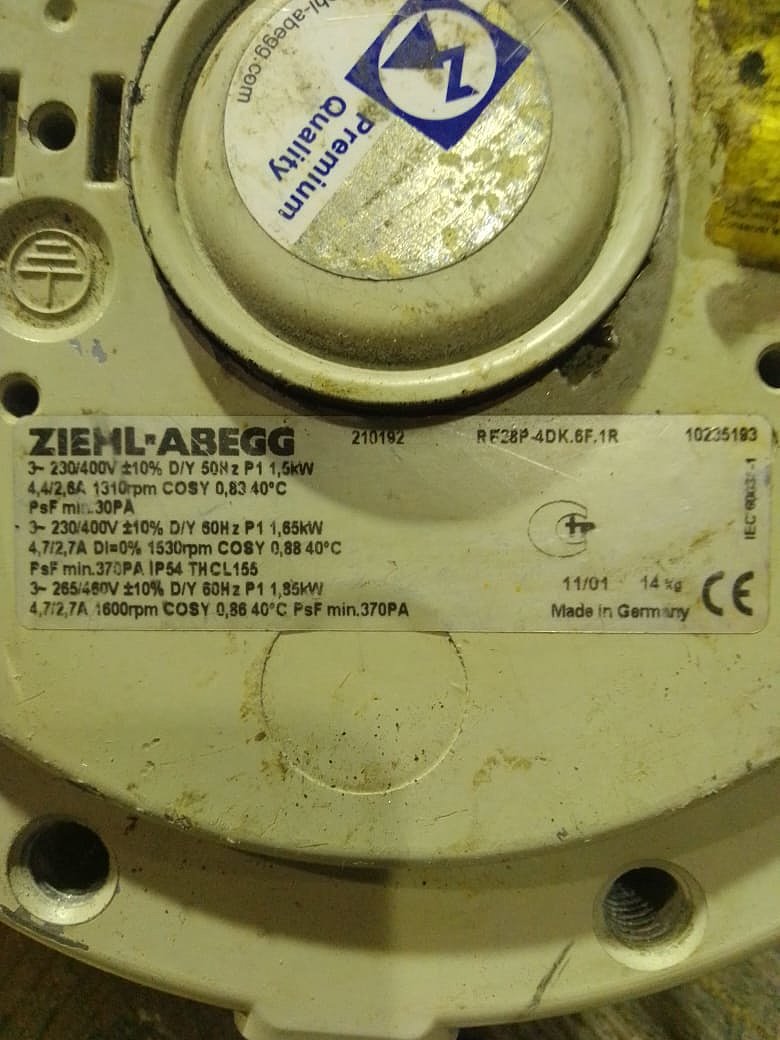 bl-abegg.com
Premium
Quality
ZIEHL-ABEGG 210192 RF28P-4DK.6F.1R 10235193
3~ 230/400V ±10% D/Y 50Hz P1 1,5kW
4,4/2,6A 1310rpm COSY 0,83 40°C
PsF min.30PA
3~ 230/400V ±10% D/Y 60Hz P1 1,65kW
4,7/2,7A DI=0% 1530rpm COSY 0,88 40°C
PsF min.370PA IP54 THCL155
3~ 265/460V ±10% D/Y 60Hz P1 1,85kW
4,7/2,7A 1600rpm COSY 0,86 40°C PsF min.370PA
11/01 14 kg CE
Made in Germany